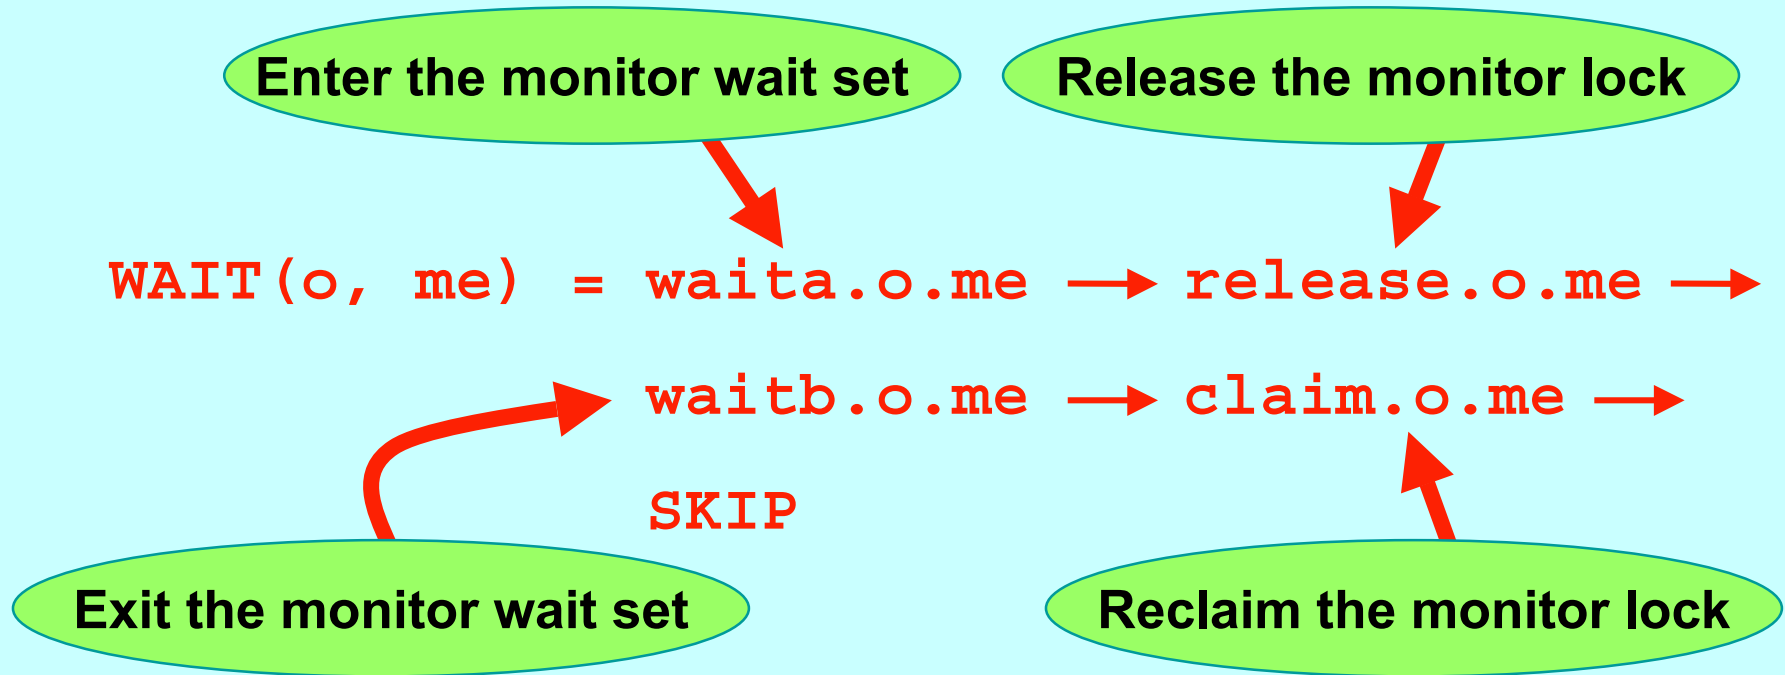 Enter the monitor wait set
Release the monitor lock
WAIT(o, me) = waita.o.me → release.o.me →
waitb.o.me → claim.o.me →
SKIP
Exit the monitor wait set
Reclaim the monitor lock